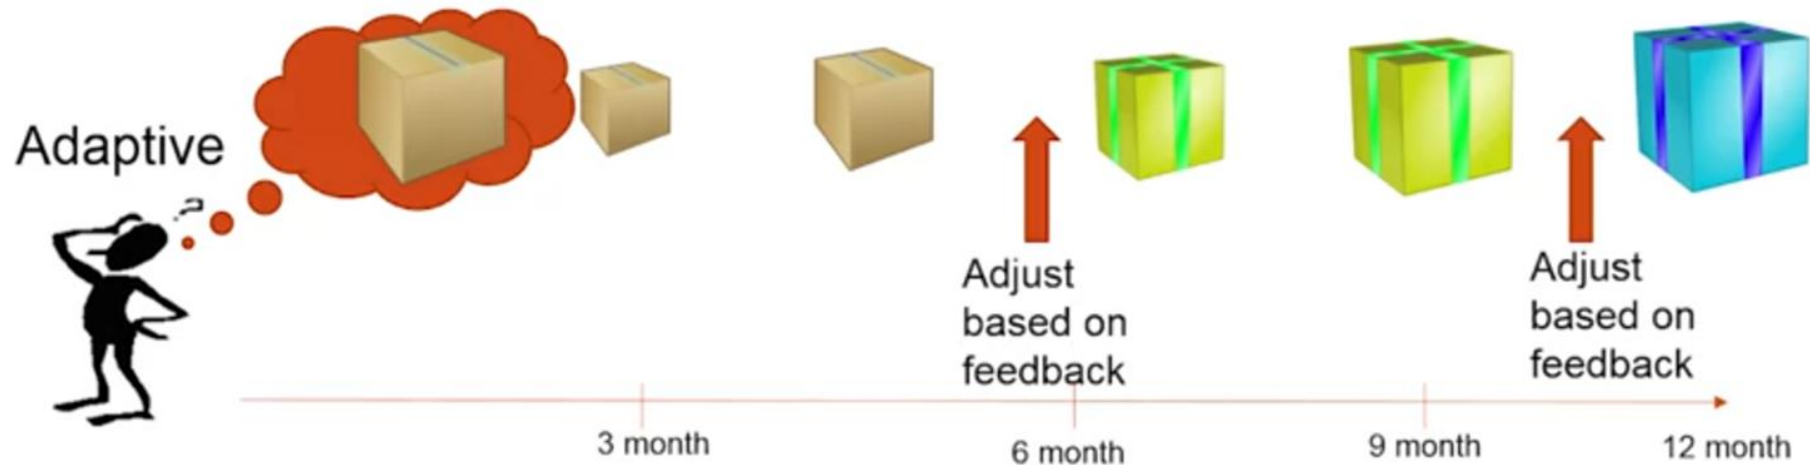 Adaptive
?
Adjust
based on
feedback
Adjust
based on
feedback
3 month
6 month
9 month
12 month